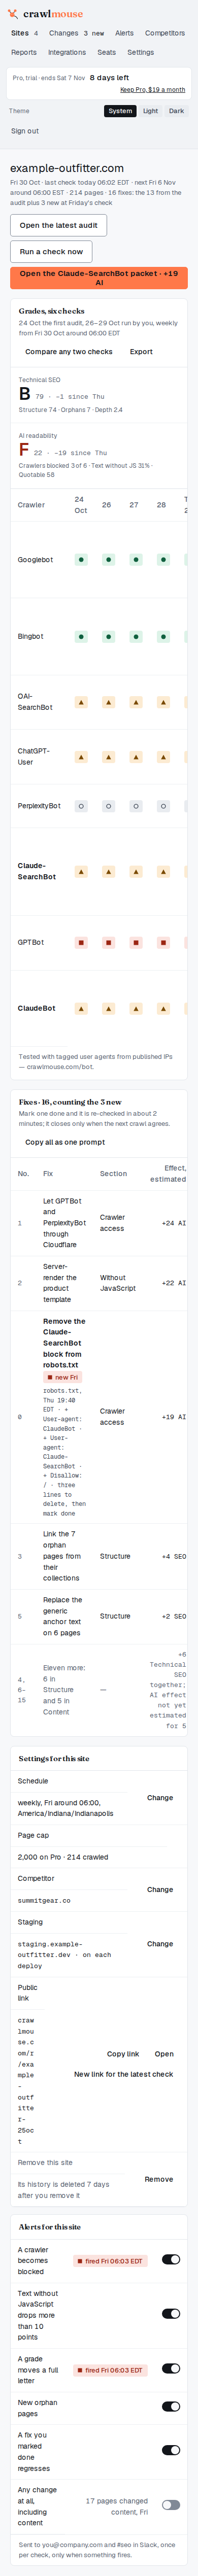 crawlmouse
Sites 4 Changes 3 new Alerts Competitors
Reports Integrations Seats Settings
Pro, trial · ends Sat 7 Nov 8 days left
Keep Pro, $19 a month
Theme System Light Dark
Sign out
example-outfitter.com
Fri 30 Oct · last check today 06:02 EDT · next Fri 6 Nov
around 06:00 EST · 214 pages · 16 fixes: the 13 from the
audit plus 3 new at Friday's check
Open the latest audit
Run a check now
Open the Claude-SearchBot packet · +19
AI
Grades, six checks
24 Oct the first audit, 26–29 Oct run by you, weekly
from Fri 30 Oct around 06:00 EDT
Compare any two checks Export
Technical SEO
B 79 · −1 since Thu
Structure 74 · Orphans 7 · Depth 2.4
AI readability
F 22 · −19 since Thu
Crawlers blocked 3 of 6 · Text without JS 31% ·
Quotable 58
Crawler 24
Oct 26 27 28 T
2
Googlebot
Bingbot
OAI-
SearchBot
ChatGPT-
User
PerplexityBot
Claude-
SearchBot
GPTBot
ClaudeBot
Tested with tagged user agents from published IPs
— crawlmouse.com/bot.
Fixes · 16, counting the 3 new
Mark one done and it is re-checked in about 2
minutes; it closes only when the next crawl agrees.
Copy all as one prompt
No. Fix Section Effect,
estimated
1 Let GPTBot
and
PerplexityBot
through
Cloudflare
Crawler
access
+24 AI
2 Server-
render the
product
template
Without
JavaScript
+22 AI
0 Remove the
Claude-
SearchBot
block from
robots.txt
new Fri
robots.txt,
Thu 19:40
EDT · +
User-agent:
ClaudeBot ·
+ User-
agent:
Claude-
SearchBot ·
+ Disallow:
/ · three
lines to
delete, then
mark done
Crawler
access
+19 AI
3 Link the 7
orphan
pages from
their
collections
Structure
+4 SEO
5 Replace the
generic
anchor text
on 6 pages
Structure
+2 SEO
4,
6–
15
Eleven more:
6 in
Structure
and 5 in
Content
—
+6
Technical
SEO
together;
AI effect
not yet
estimated
for 5
Settings for this site
Schedule
weekly, Fri around 06:00,
America/Indiana/Indianapolis
Change
Page cap
2,000 on Pro · 214 crawled
Competitor
summitgear.co
Change
Staging
staging.example-
outfitter.dev · on each
deploy
Change
Public
link
craw
lmou
se.c
om/r
/exa
mple
-
outf
itte
r-
25oc
t
Copy link Open
New link for the latest check
Remove this site
Its history is deleted 7 days
after you remove it
Remove
Alerts for this site
A crawler
becomes
blocked
fired Fri 06:03 EDT
Text without
JavaScript
drops more
than 10
points
A grade
moves a full
letter
fired Fri 06:03 EDT
New orphan
pages
A fix you
marked
done
regresses
Any change
at all,
including
content
17 pages changed
content, Fri
Sent to you@company.com and #seo in Slack, once
per check, only when something fires.